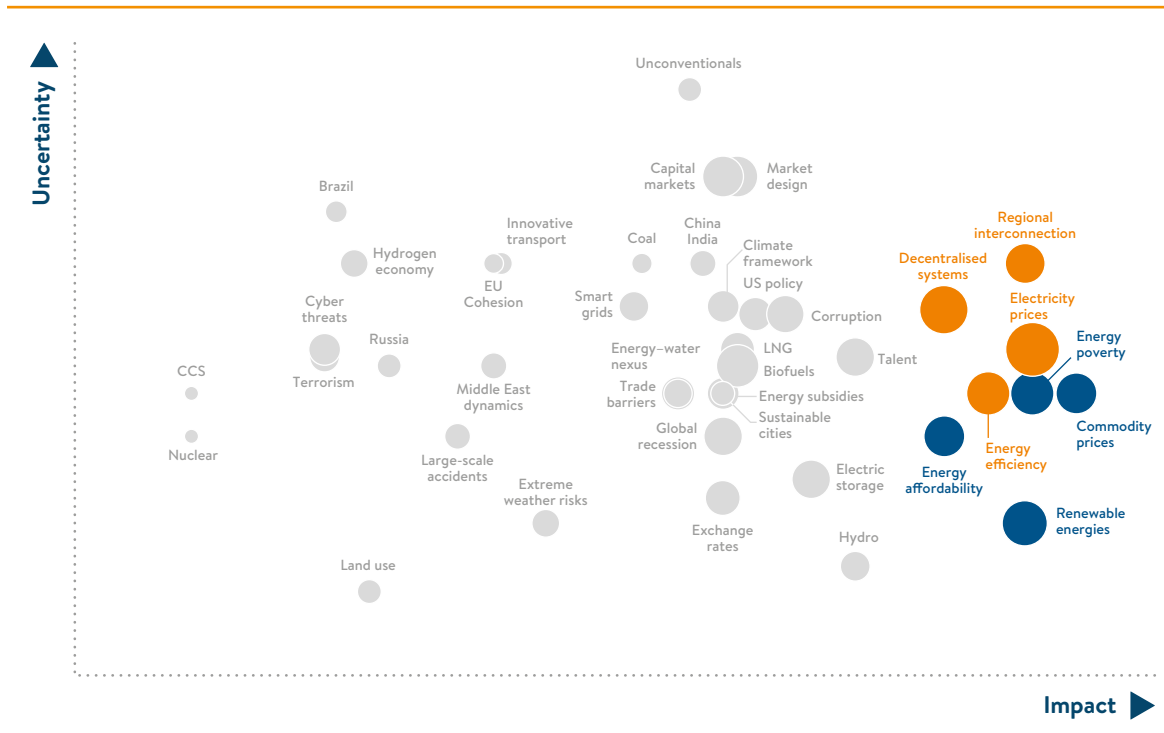 Uncertainty
Unconventionals
Capital
markets
Market
design
Brazil
Hydrogen
economy
Innovative
transport
EU
Cohesion
Coal
China
India
Climate
framework
US policy
Regional
interconnection
Decentralised
systems
Electricity
prices
Smart
grids
Corruption
Cyber
threats
Terrorism
Russia
Energy–water
nexus
LNG
Biofuels
Talent
Energy
poverty
CCS
Middle East
dynamics
Trade
barriers
Energy subsidies
Sustainable
cities
Commodity
prices
Nuclear
Large-scale
accidents
Global
recession
Energy
efficiency
Energy
affordability
Extreme
weather risks
Electric
storage
Exchange
rates
Renewable
energies
Hydro
Land use
Impact